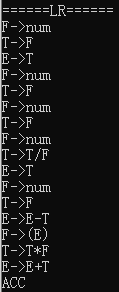 ======LR======
F->num
T->F
E->T
F->num
T->F
F->num
T->F
F->num
T->T/F
E->T
F->num
T->F
E->E-T
F->(E)
T->T*F
E->E+T
ACC